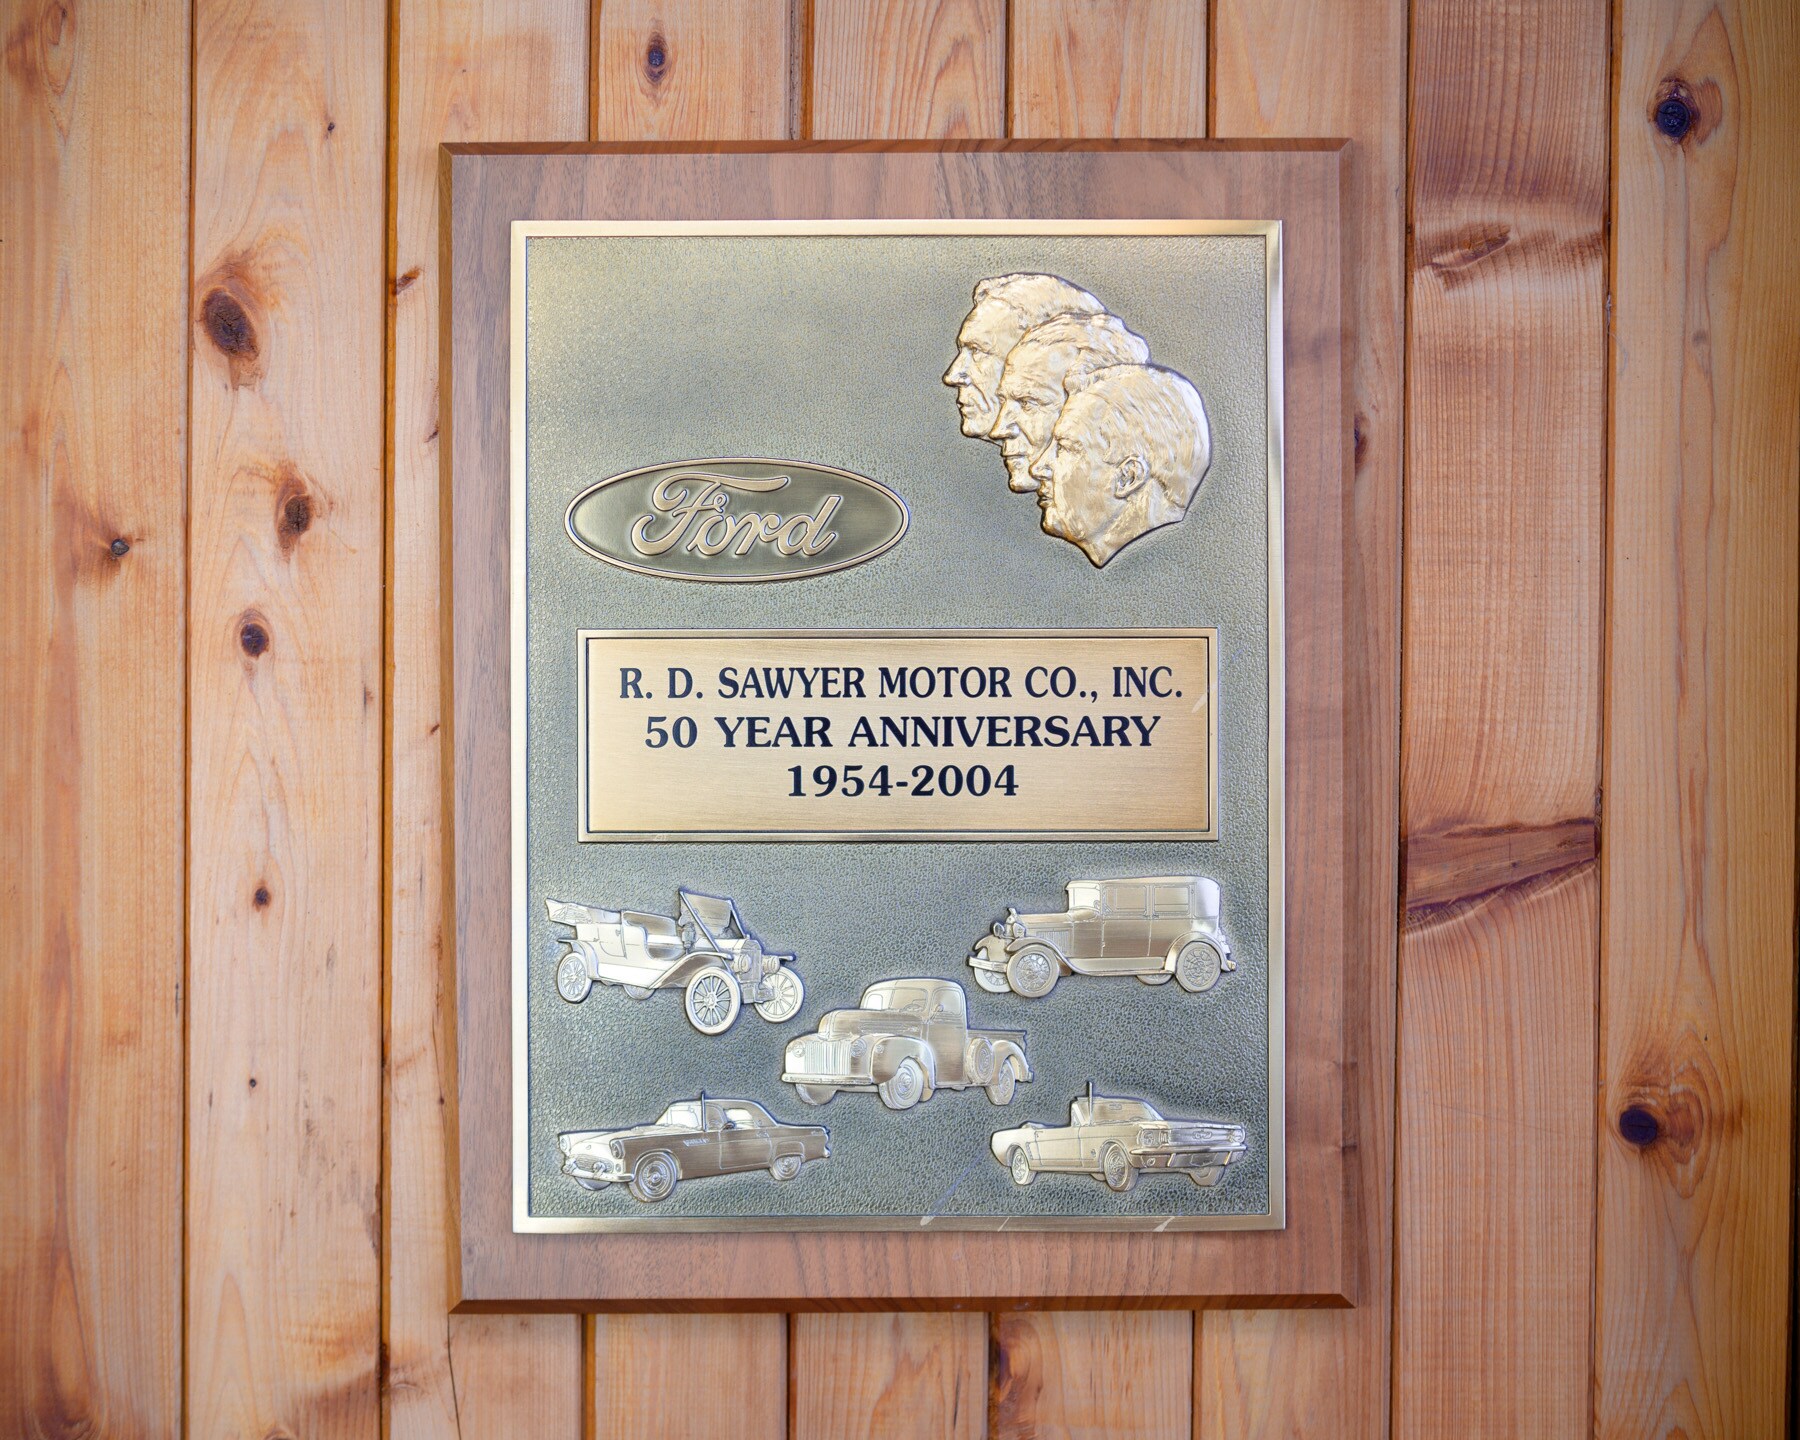 Ford
R. D. SAWYER MOTOR CO., INC.
50 YEAR ANNIVERSARY
1954-2004